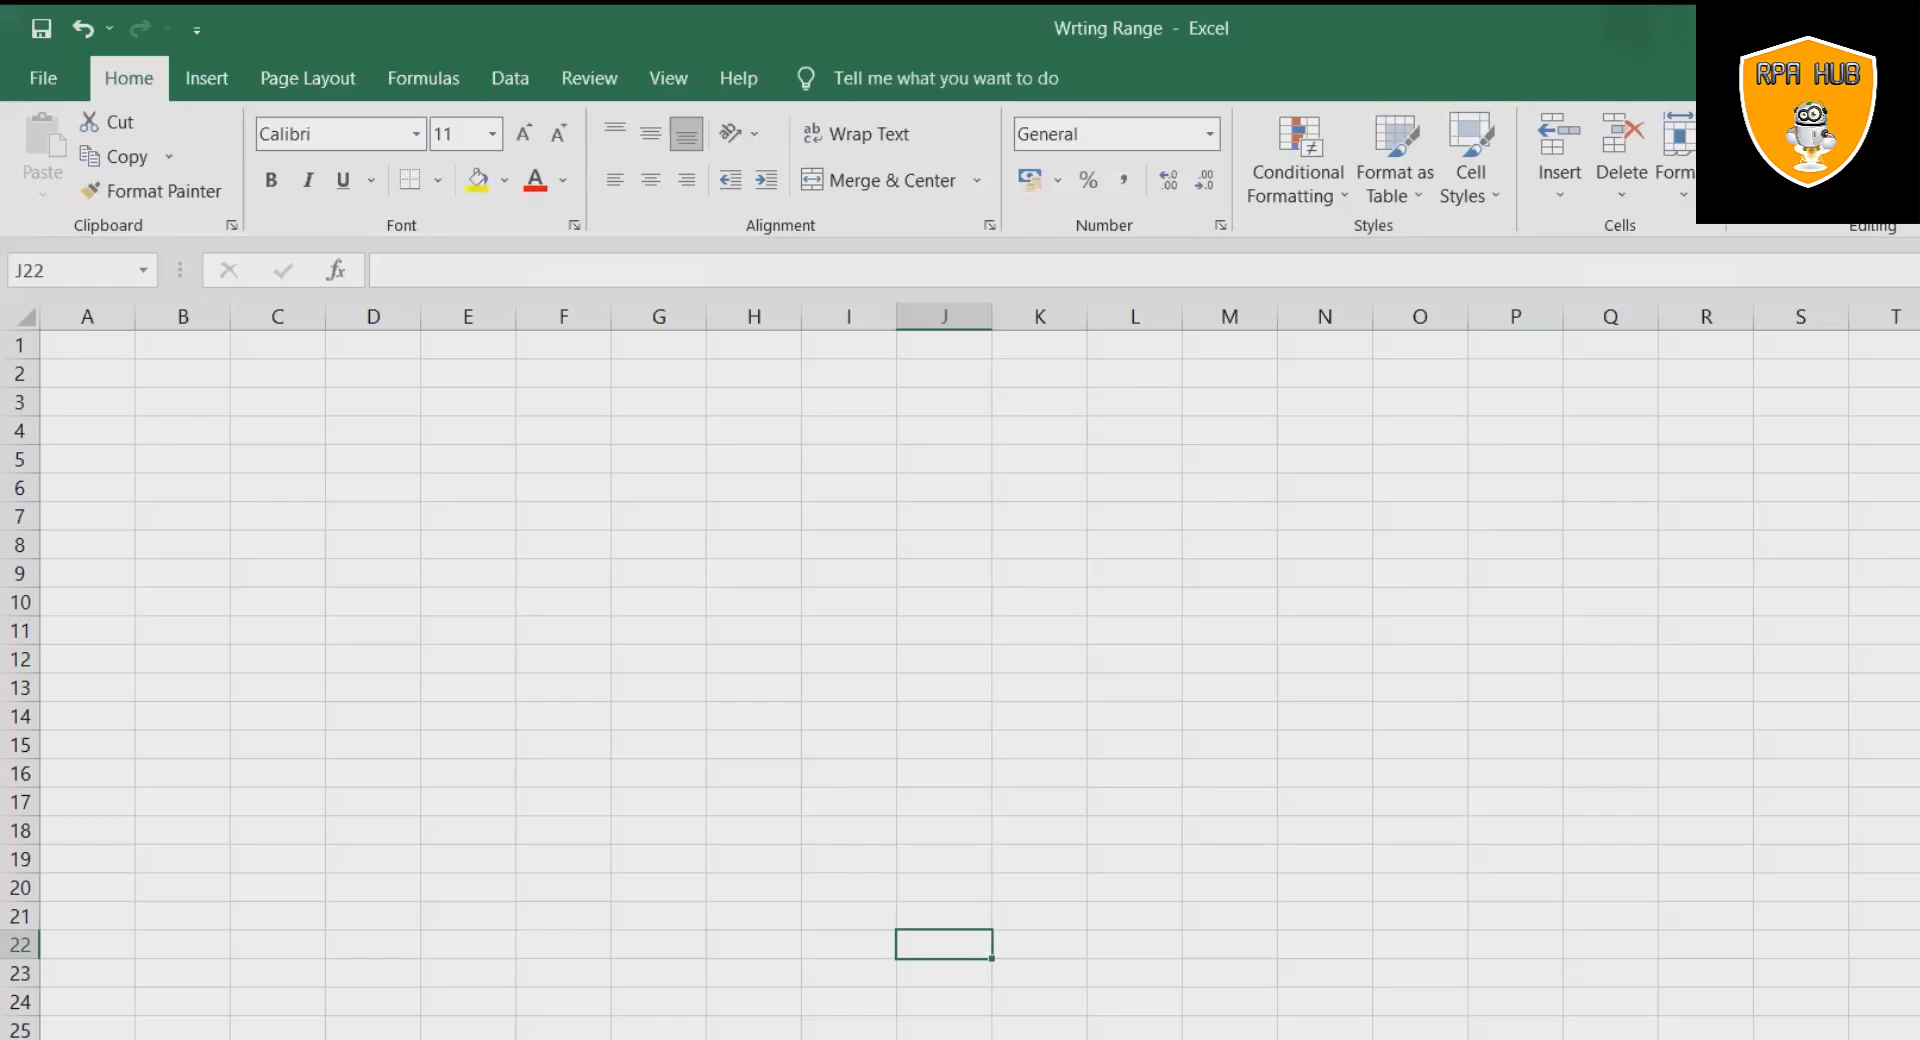 Wrting Range - Excel
RPA HUB
File Home Insert Page Layout Formulas Data Review View Help Tell me what you want to do
Paste
Cut
Copy
Format Painter
Clipboard
Calibri 11
B I U A
Font
ab Wrap Text
Merge & Center
Alignment
General
% , .00 .00
Number
Conditional Formatting
Format as Table
Cell Styles
Styles
Insert Delete Form
Cells
Editing
J22 fx
A B C D E F G H I J K L M N O P Q R S T
1
2
3
4
5
6
7
8
9
10
11
12
13
14
15
16
17
18
19
20
21
22
23
24
25